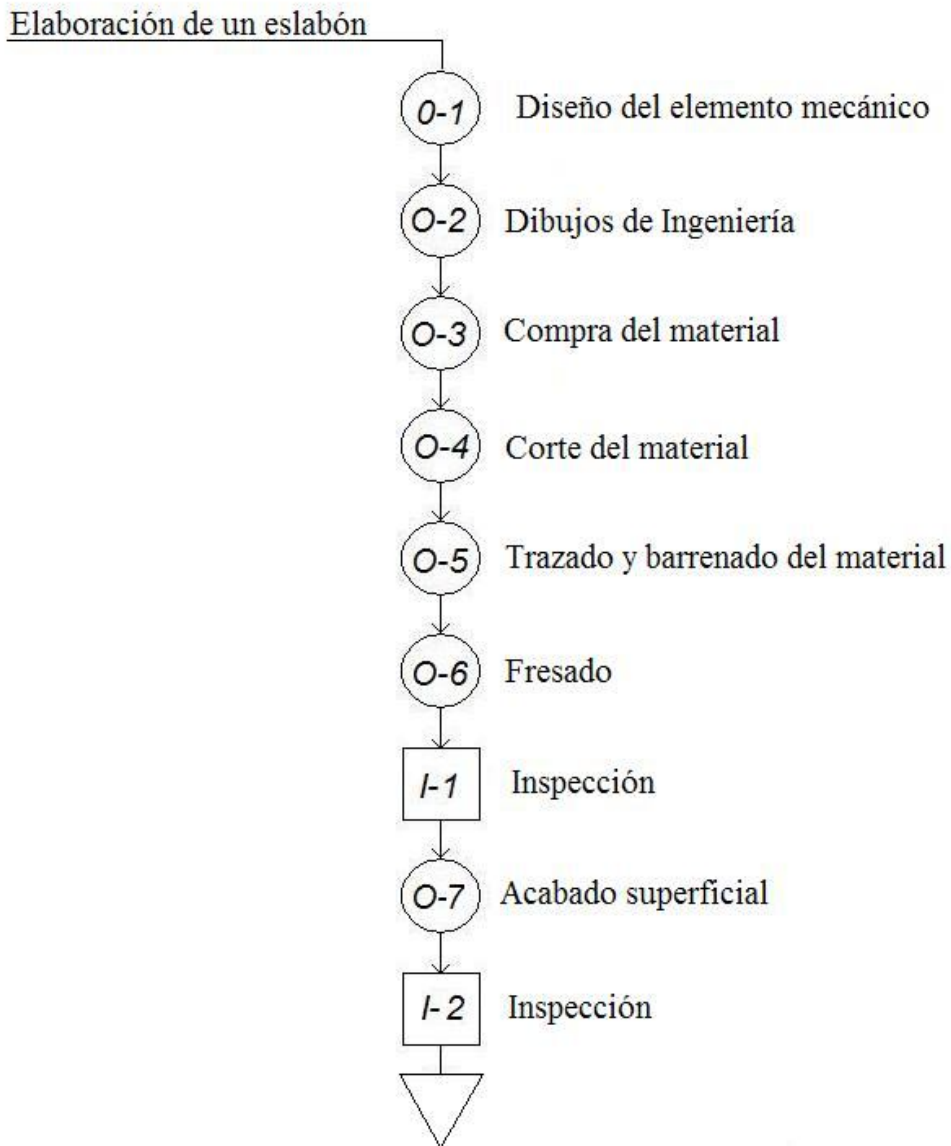 Elaboración de un eslabón
0-1 Diseño del elemento mecánico
O-2 Dibujos de Ingeniería
O-3 Compra del material
O-4 Corte del material
O-5 Trazado y barrenado del material
O-6 Fresado
I-1 Inspección
O-7 Acabado superficial
I-2 Inspección